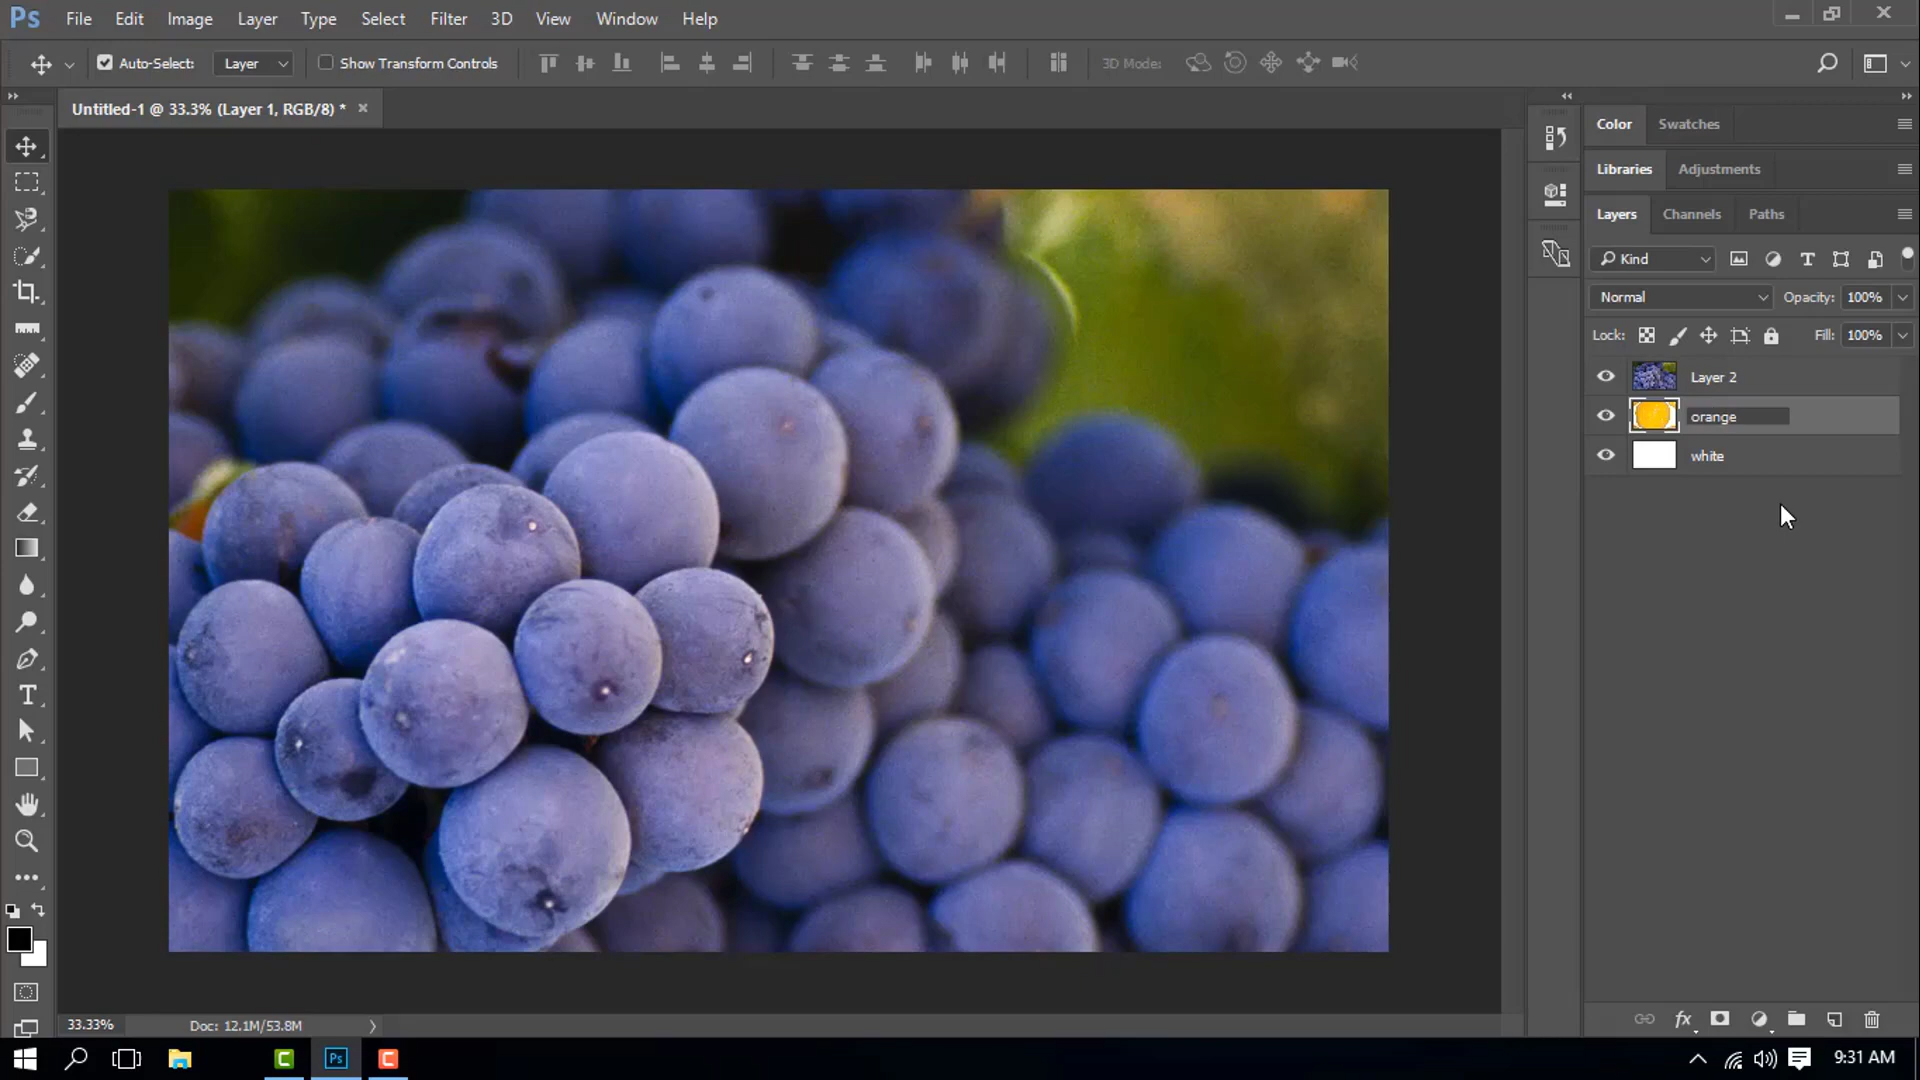 Ps File Edit Image Layer Type Select Filter 3D View Window Help
Auto-Select: Layer Show Transform Controls 3D Mode:
Untitled-1 @ 33.3% (Layer 1, RGB/8) *
Color Swatches
Libraries Adjustments
Layers Channels Paths
Kind
Normal Opacity: 100%
Lock: Fill: 100%
Layer 2
orange
white
33.33% Doc: 12.1M/53.8M
fx
Ps 9:31 AM